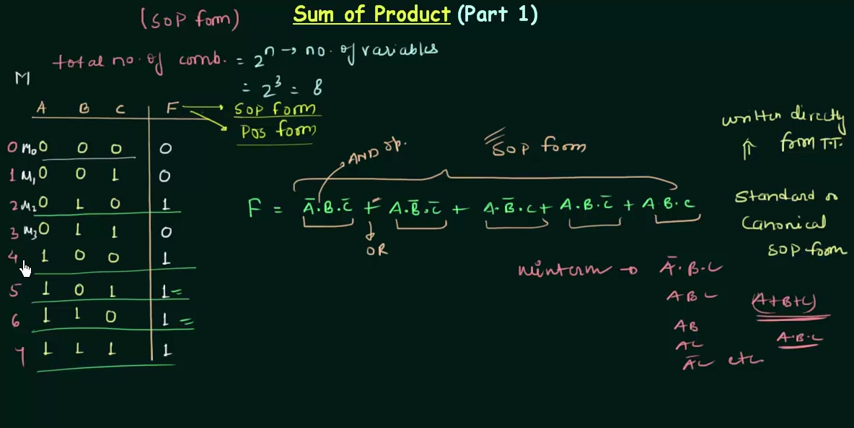 Sum of Product (Part 1)
(SOP form)
total no. of comb. = 2ⁿ → no. of variables
= 2³ = 8
M
A B C F → SOP form
→ POS form
0 m₀ 0 0 0 0
1 m₁ 0 0 1 0
2 m₂ 0 1 0 1
3 m₃ 0 1 1 0
4 1 0 0 1
5 1 0 1 1 =
6 1 1 0 1 =
7 1 1 1 1
AND op.
SOP form
F = A̅·B·C̅ + A·B̅·C̅ + A·B̅·C + A·B·C̅ + A·B·C
OR
written directly
↑ from T.T.
Standard or
Canonical
SOP form
minterm → A̅·B·C
ABC
AB
AC
A̅C etc
(A+B+C)
A·B·C